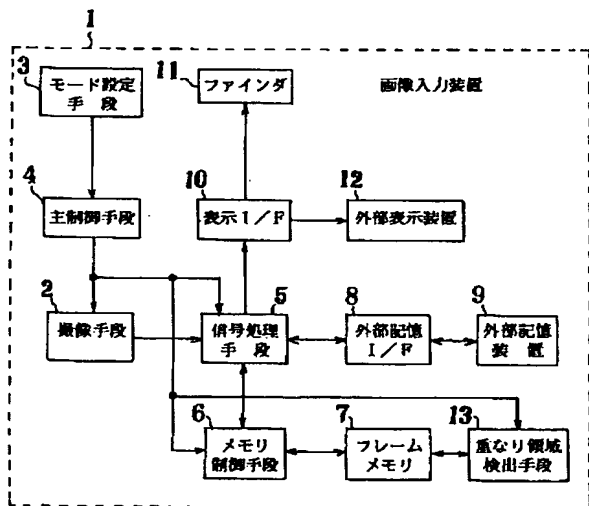 1
3
モード設定
手 段
11
ファインダ
画像入力装置
4
主制御手段
10
表示I/F
12
外部表示装置
2
撮像手段
5
信号処理
手 段
8
外部記憶
I/F
9
外部記憶
装 置
6
メモリ
制御手段
7
フレーム
メモリ
13
重なり領域
検出手段